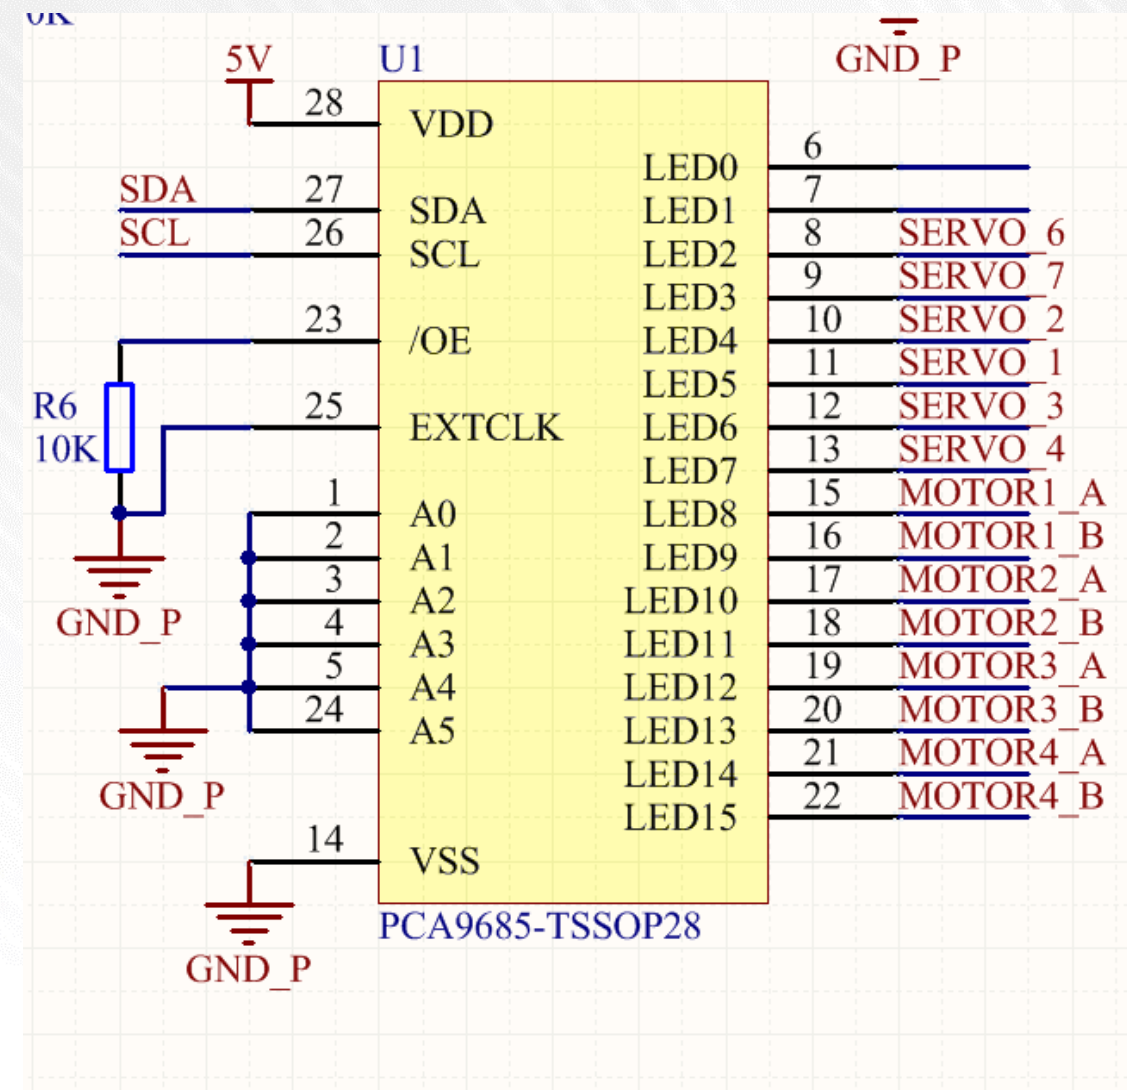 0K
GND_P
5V
U1
28
VDD
6
LED0
SDA
27
SDA
7
LED1
SCL
26
SCL
8
LED2
SERVO_6
9
LED3
SERVO_7
23
/OE
10
LED4
SERVO_2
11
LED5
SERVO_1
R6
10K
25
EXTCLK
12
LED6
SERVO_3
13
LED7
SERVO_4
1
A0
15
LED8
MOTOR1_A
2
A1
16
LED9
MOTOR1_B
3
A2
17
LED10
MOTOR2_A
GND_P
4
A3
18
LED11
MOTOR2_B
5
A4
19
LED12
MOTOR3_A
24
A5
20
LED13
MOTOR3_B
21
LED14
MOTOR4_A
GND_P
22
LED15
MOTOR4_B
14
VSS
PCA9685-TSSOP28
GND_P